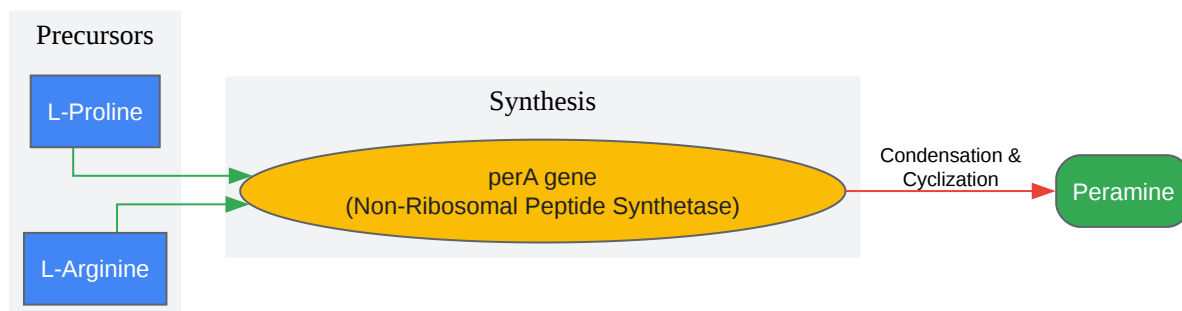 Precursors
L-Proline
L-Arginine
Synthesis
perA gene
(Non-Ribosomal Peptide Synthetase)
Condensation &
Cyclization
Peramine